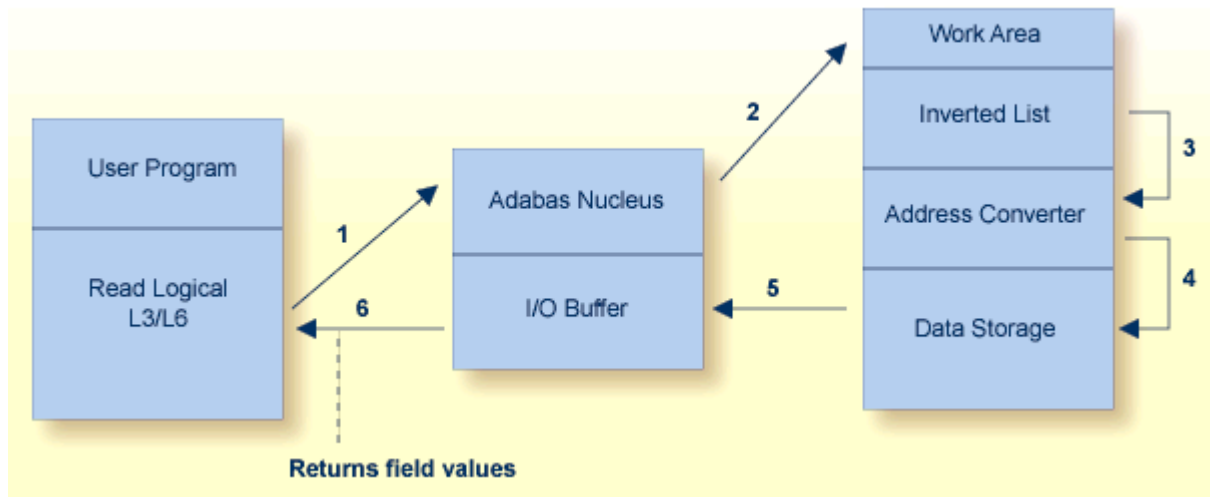 User Program
Read Logical
L3/L6
1
6
Returns field values
Adabas Nucleus
I/O Buffer
2
5
Work Area
Inverted List
Address Converter
Data Storage
3
4